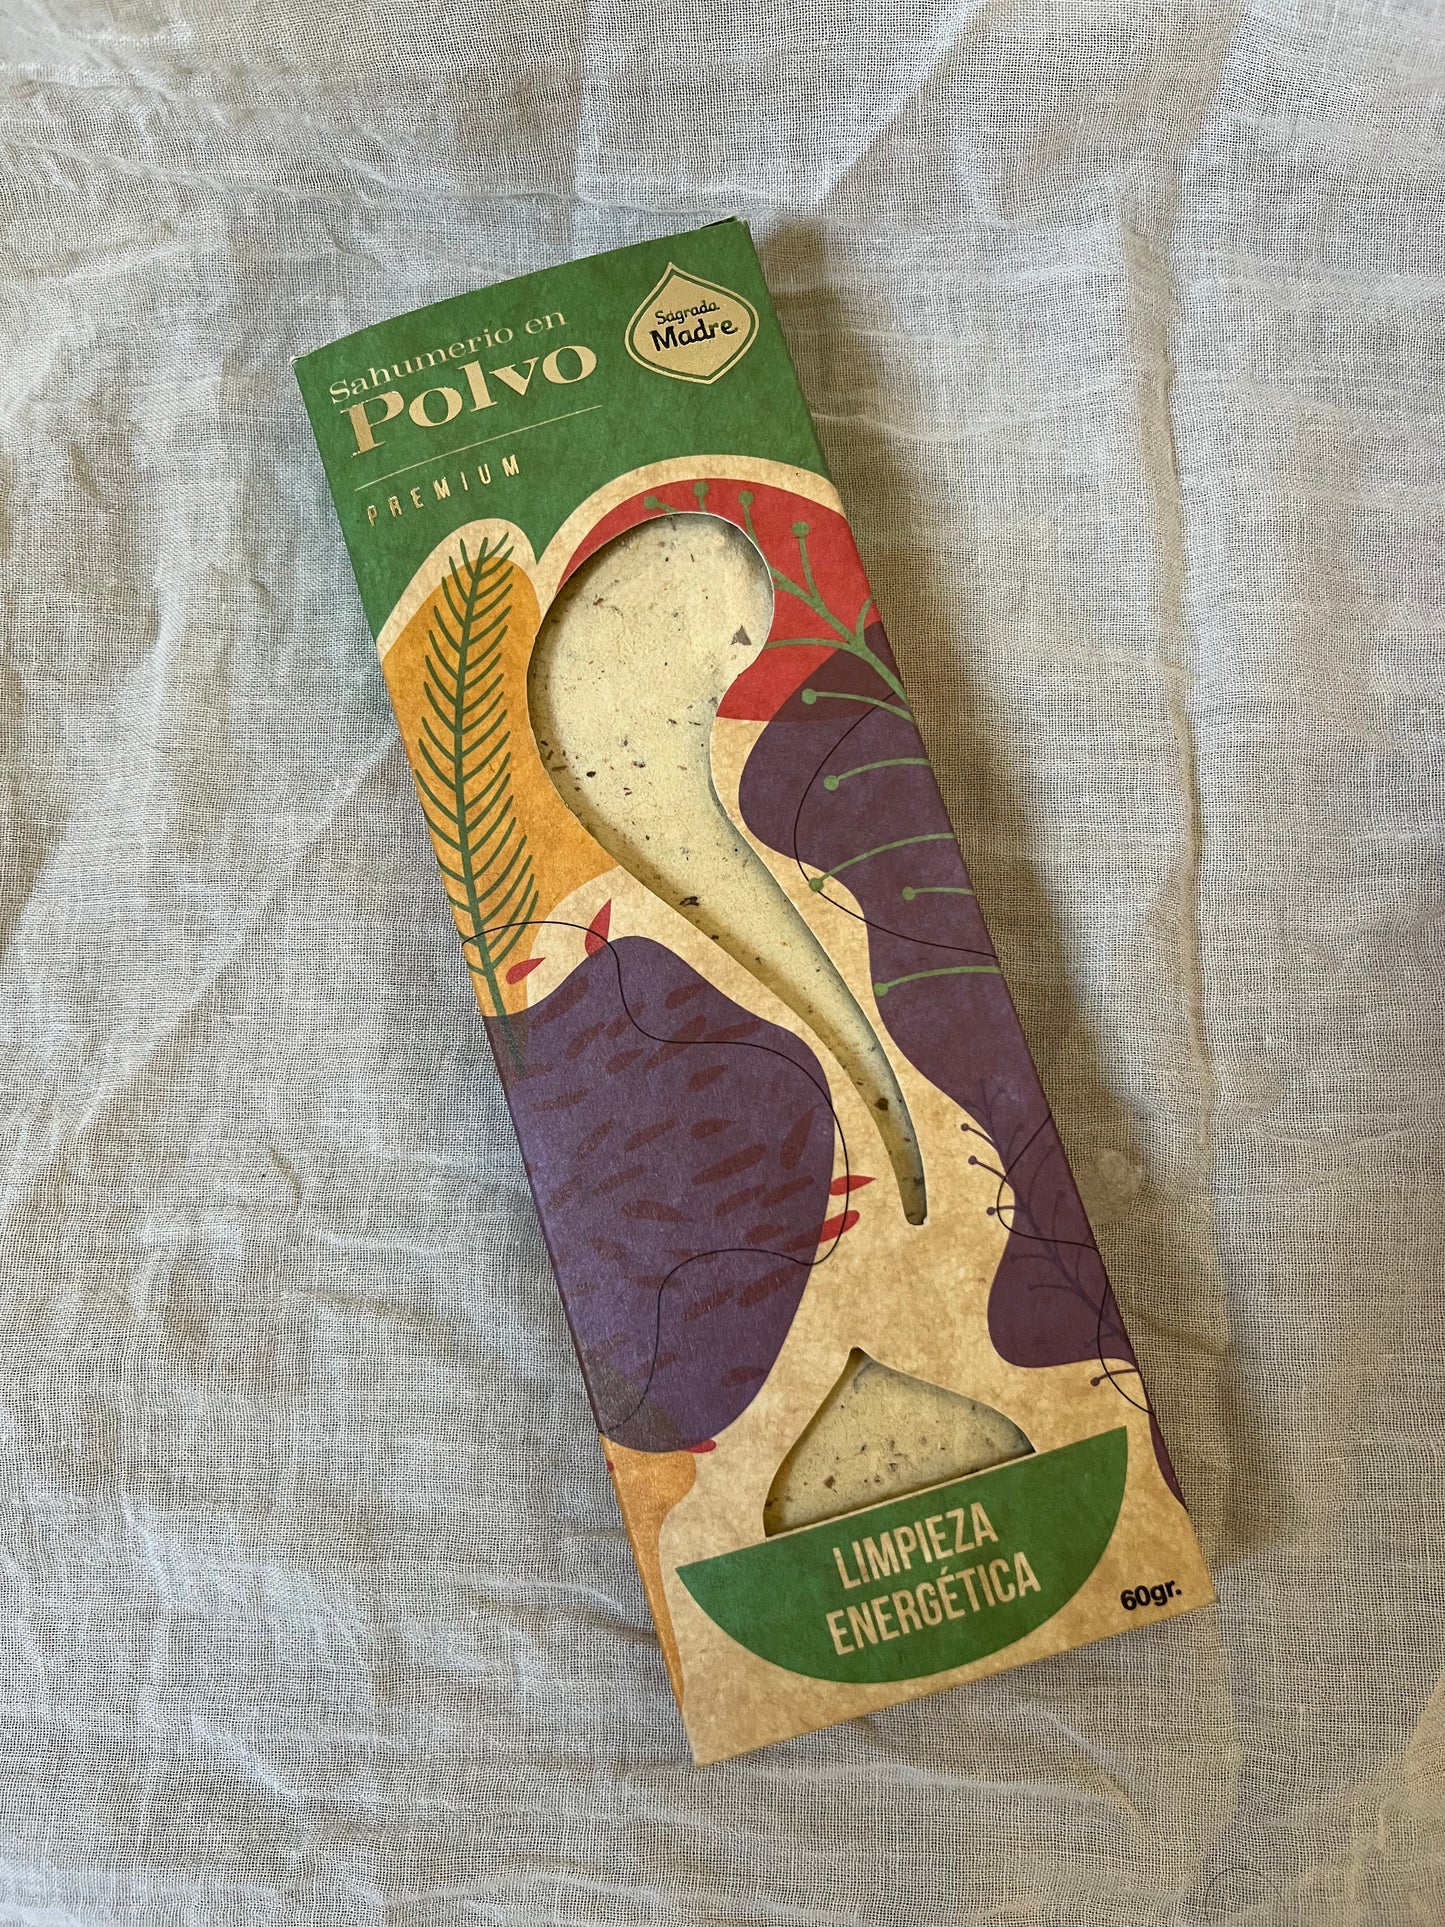 Sahumerio en
Polvo
PREMIUM
Sagrada
Madre
LIMPIEZA
ENERGÉTICA
60gr.